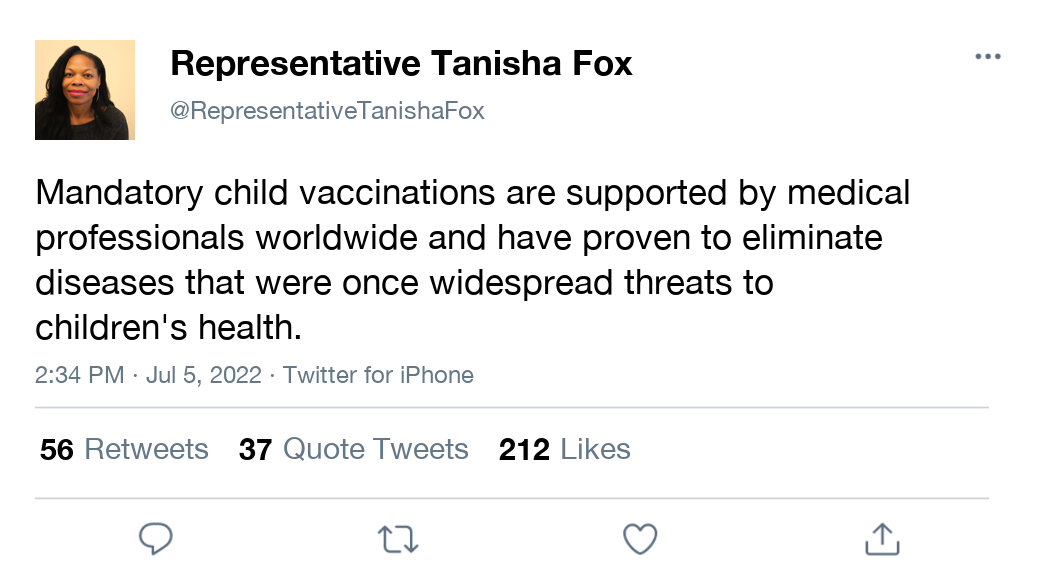 Representative Tanisha Fox
@RepresentativeTanishaFox
Mandatory child vaccinations are supported by medical
professionals worldwide and have proven to eliminate
diseases that were once widespread threats to
children's health.
2:34 PM · Jul 5, 2022 · Twitter for iPhone
56 Retweets 37 Quote Tweets 212 Likes